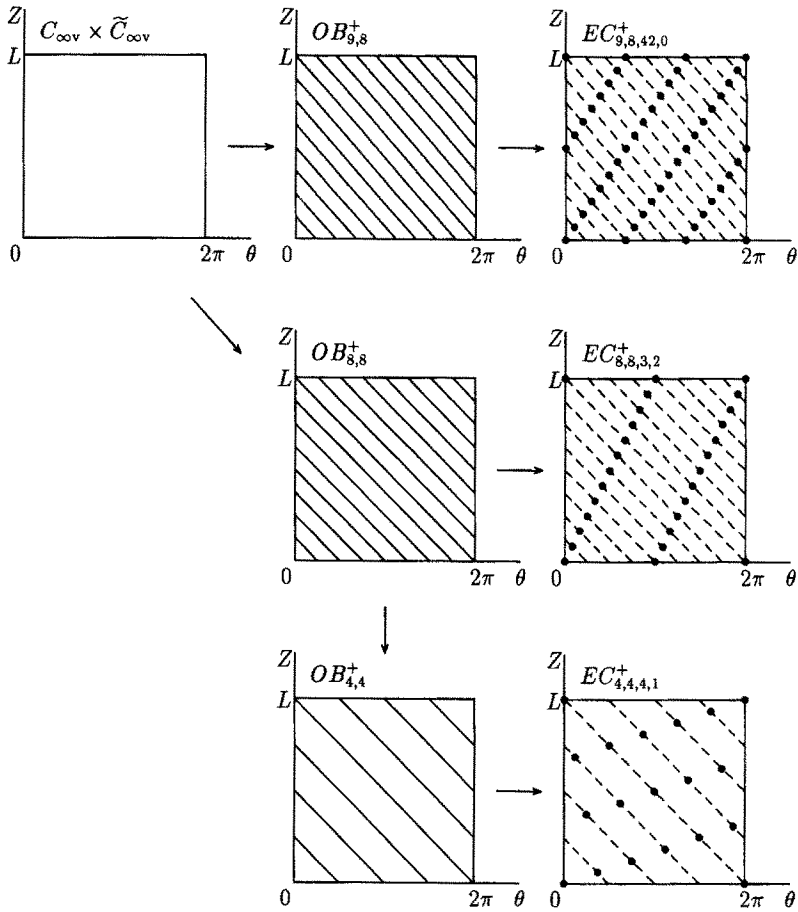 Z C∞v × C̃∞v
L
0 2π θ
Z OB⁺₉,₈
L
0 2π θ
Z EC⁺₉,₈,₄₂,₀
L
0 2π θ
Z OB⁺₈,₈
L
0 2π θ
Z EC⁺₈,₈,₃,₂
L
0 2π θ
Z OB⁺₄,₄
L
0 2π θ
Z EC⁺₄,₄,₄,₁
L
0 2π θ